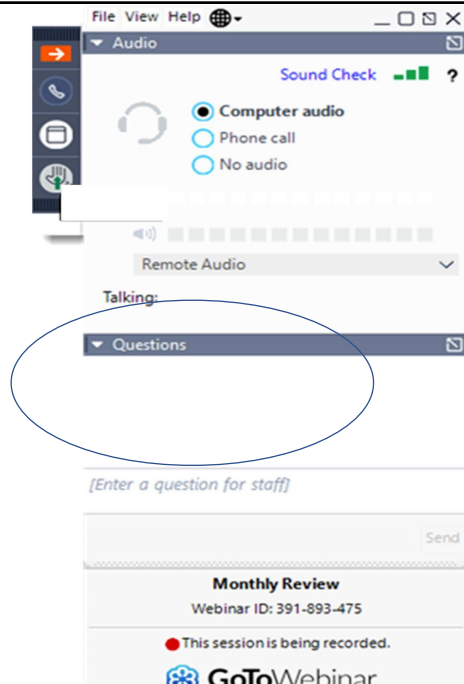 File View Help
Audio
Sound Check ?
Computer audio
Phone call
No audio
Remote Audio
Talking:
Questions
[Enter a question for staff]
Send
Monthly Review
Webinar ID: 391-893-475
This session is being recorded.
GoToWebinar